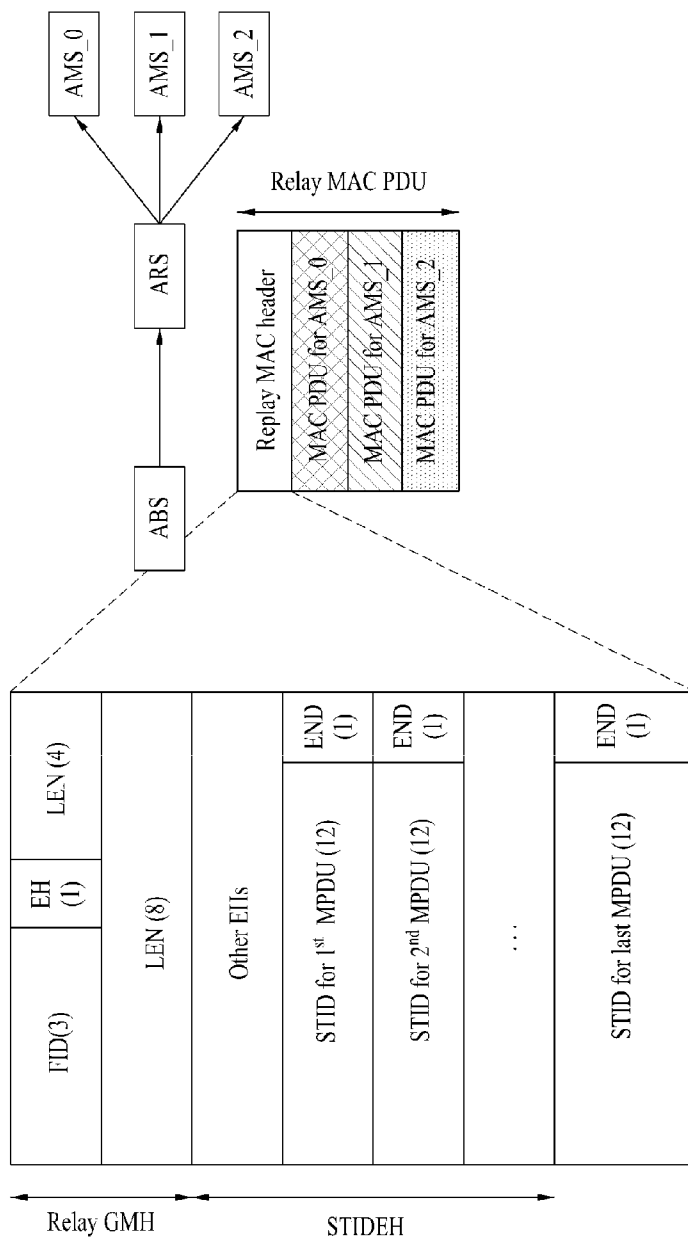 AMS_0
AMS_1
AMS_2
ARS
ABS
Relay MAC PDU
Replay MAC header
MAC PDU for AMS_0
MAC PDU for AMS_1
MAC PDU for AMS_2
Relay GMH
STIDEH
FID(3)
EH
(1)
LEN (4)
LEN (8)
Other EHs
STID for 1st MPDU (12)
END
(1)
STID for 2nd MPDU (12)
END
(1)
...
STID for last MPDU (12)
END
(1)